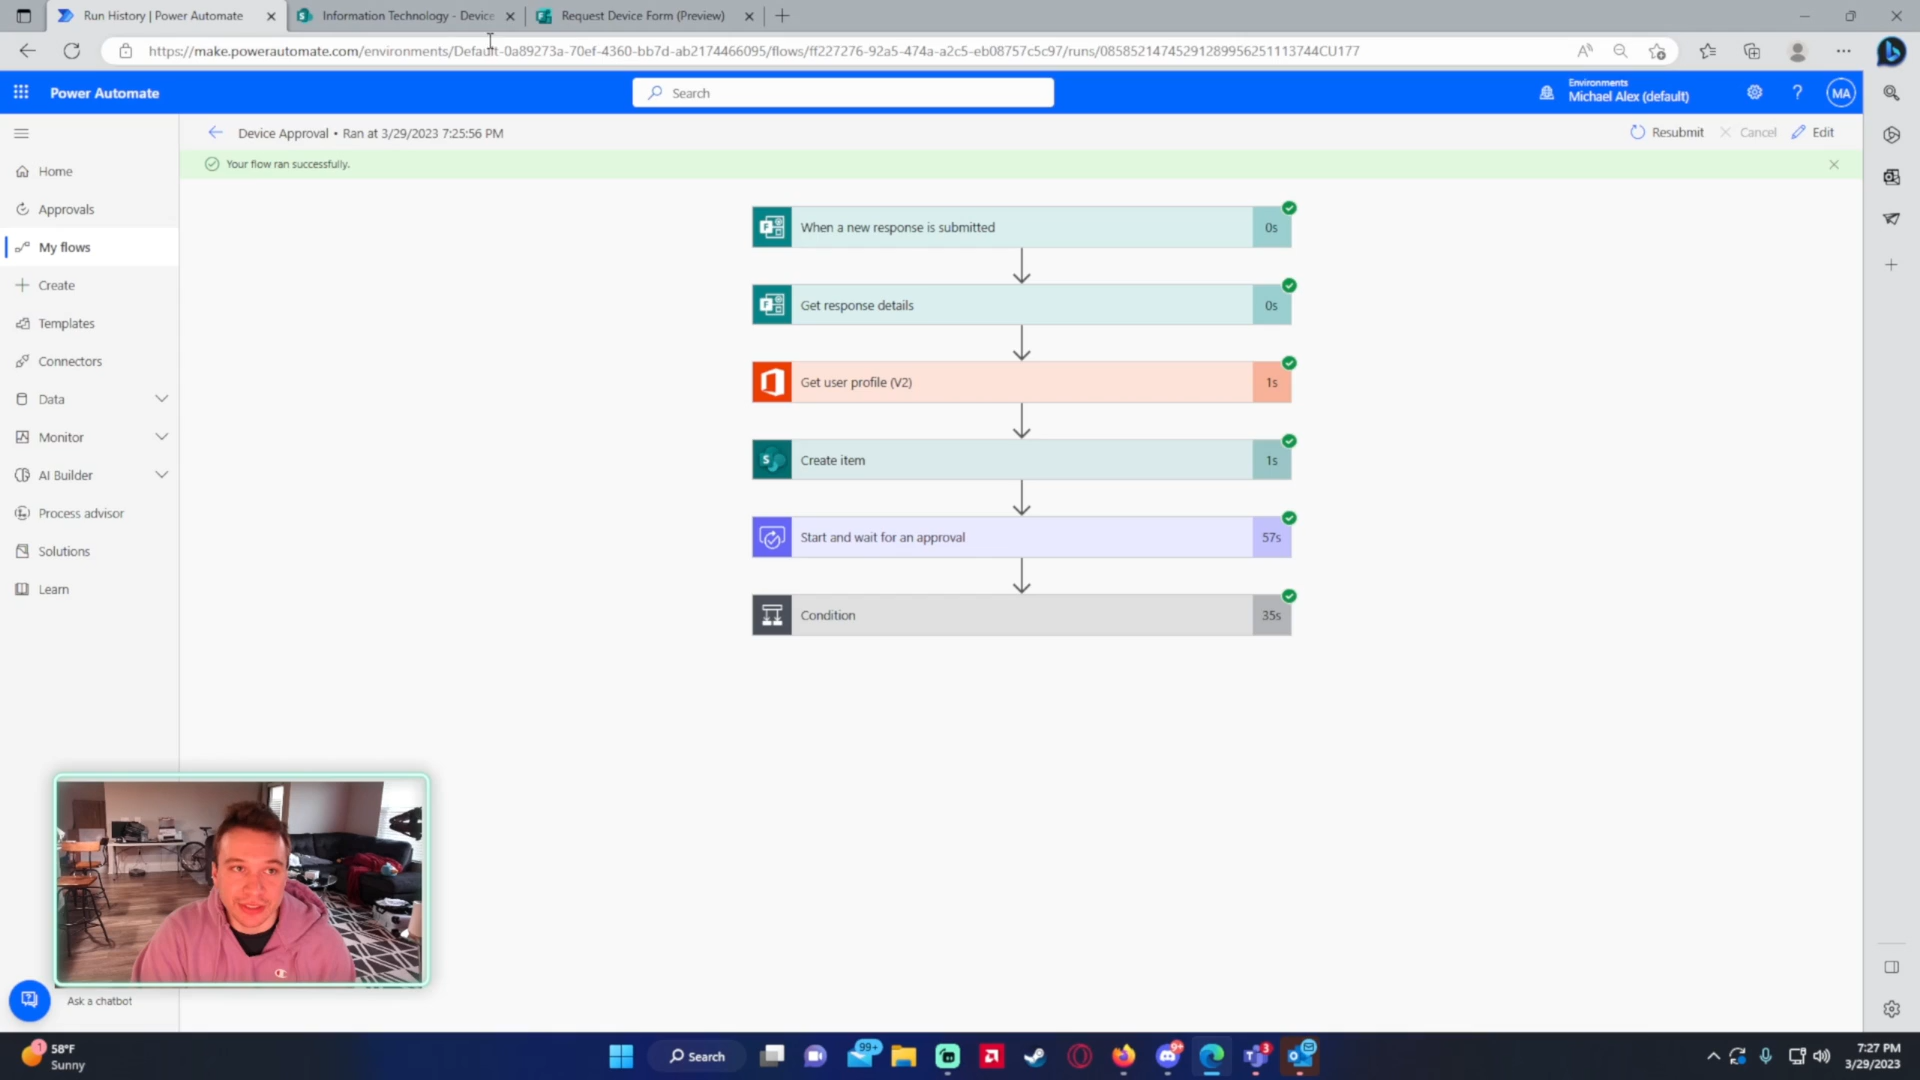 Run History | Power Automate
Information Technology - Device
Request Device Form (Preview)
https://make.powerautomate.com/environments/Default-0a89273a-70ef-4360-bb7d-ab2174466095/flows/ff227276-92a5-474a-a2c5-eb08757c5c97/runs/08585214745291289956251113744CU177
Power Automate
Search
Environments
Michael Alex (default)
?
MA
Device Approval • Ran at 3/29/2023 7:25:56 PM
Resubmit
Cancel
Edit
Your flow ran successfully.
Home
Approvals
My flows
Create
Templates
Connectors
Data
Monitor
AI Builder
Process advisor
Solutions
Learn
When a new response is submitted
0s
Get response details
0s
Get user profile (V2)
1s
Create item
1s
Start and wait for an approval
57s
Condition
35s
Ask a chatbot
1
58°F
Sunny
Search
99+
9+
3
7:27 PM
3/29/2023